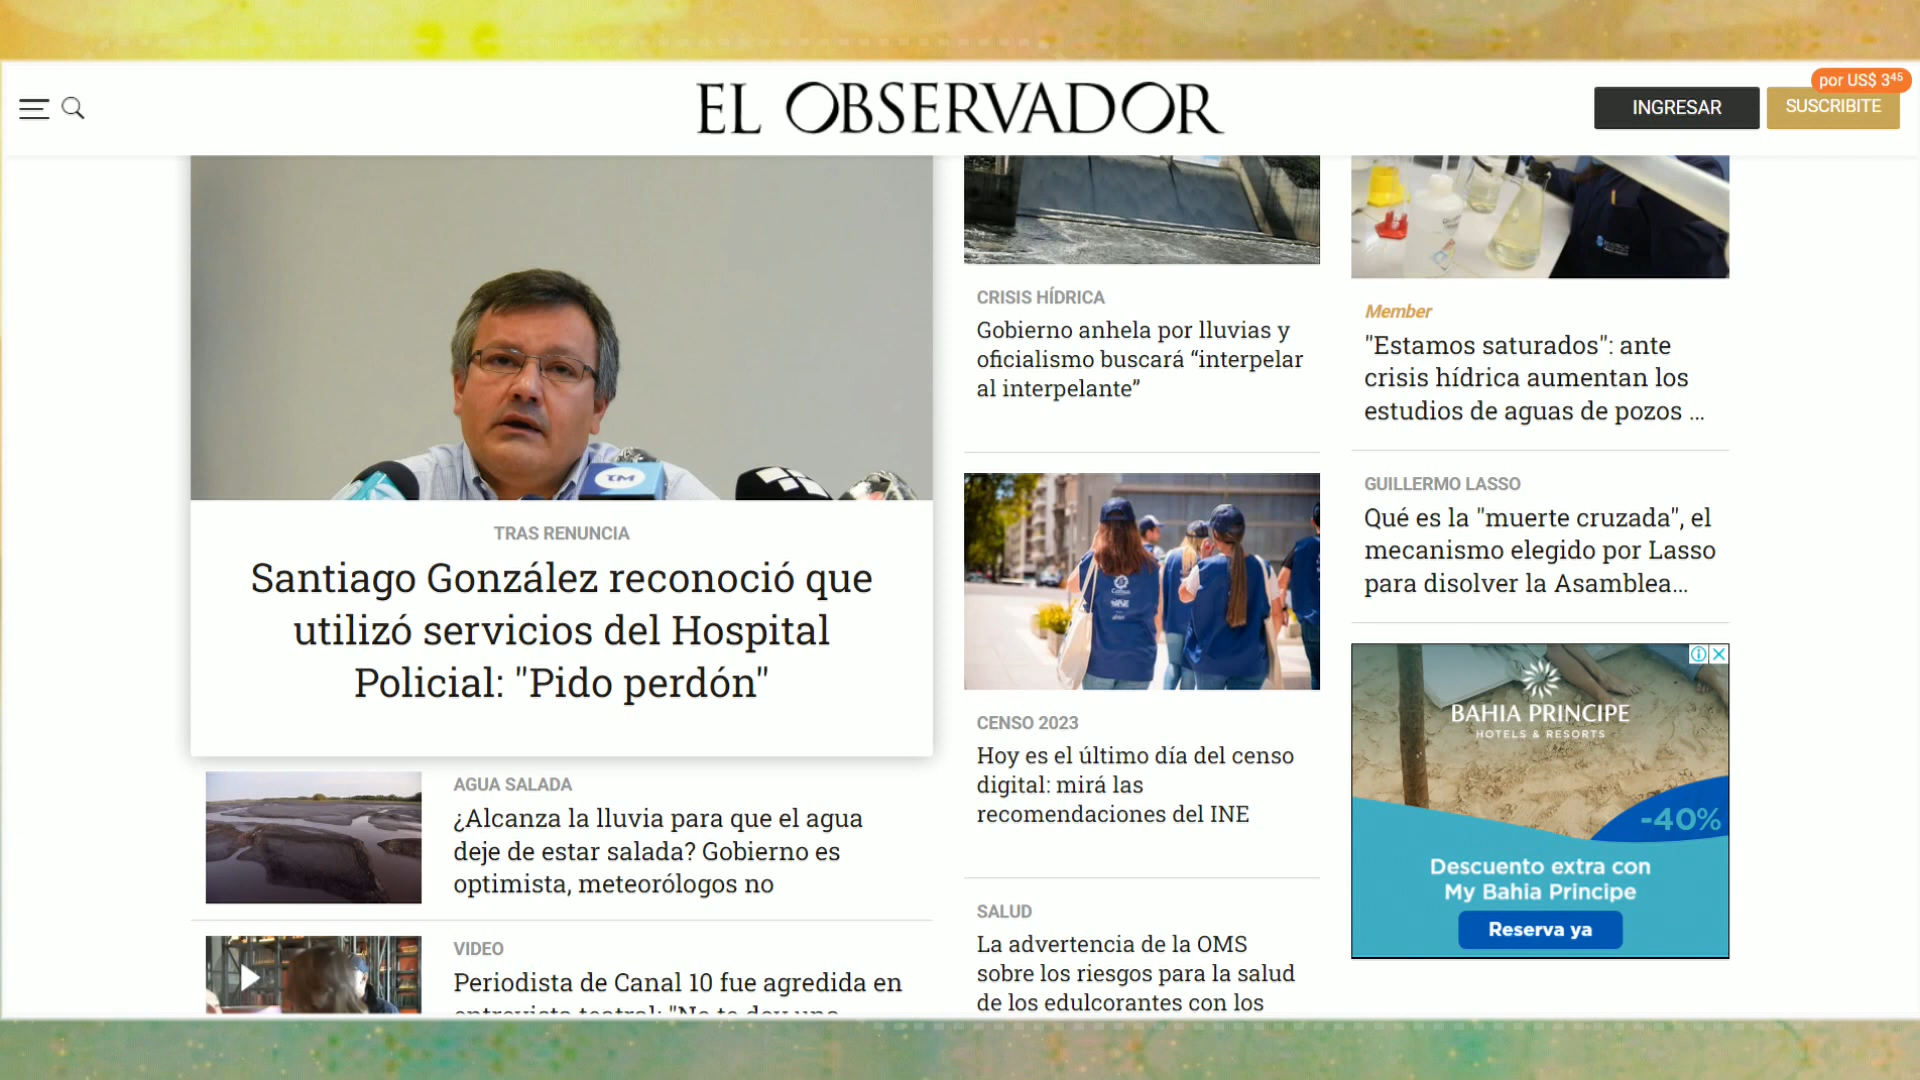 EL OBSERVADOR
INGRESAR
por US$ 3⁴⁵
SUSCRIBITE
TRAS RENUNCIA
Santiago González reconoció que
utilizó servicios del Hospital
Policial: "Pido perdón"
AGUA SALADA
¿Alcanza la lluvia para que el agua
deje de estar salada? Gobierno es
optimista, meteorólogos no
VIDEO
Periodista de Canal 10 fue agredida en
CRISIS HÍDRICA
Gobierno anhela por lluvias y
oficialismo buscará “interpelar
al interpelante”
CENSO 2023
Hoy es el último día del censo
digital: mirá las
recomendaciones del INE
SALUD
La advertencia de la OMS
sobre los riesgos para la salud
de los edulcorantes con los
Member
"Estamos saturados": ante
crisis hídrica aumentan los
estudios de aguas de pozos ...
GUILLERMO LASSO
Qué es la "muerte cruzada", el
mecanismo elegido por Lasso
para disolver la Asamblea...
BAHIA PRINCIPE
HOTELS & RESORTS
-40%
Descuento extra con
My Bahia Principe
Reserva ya